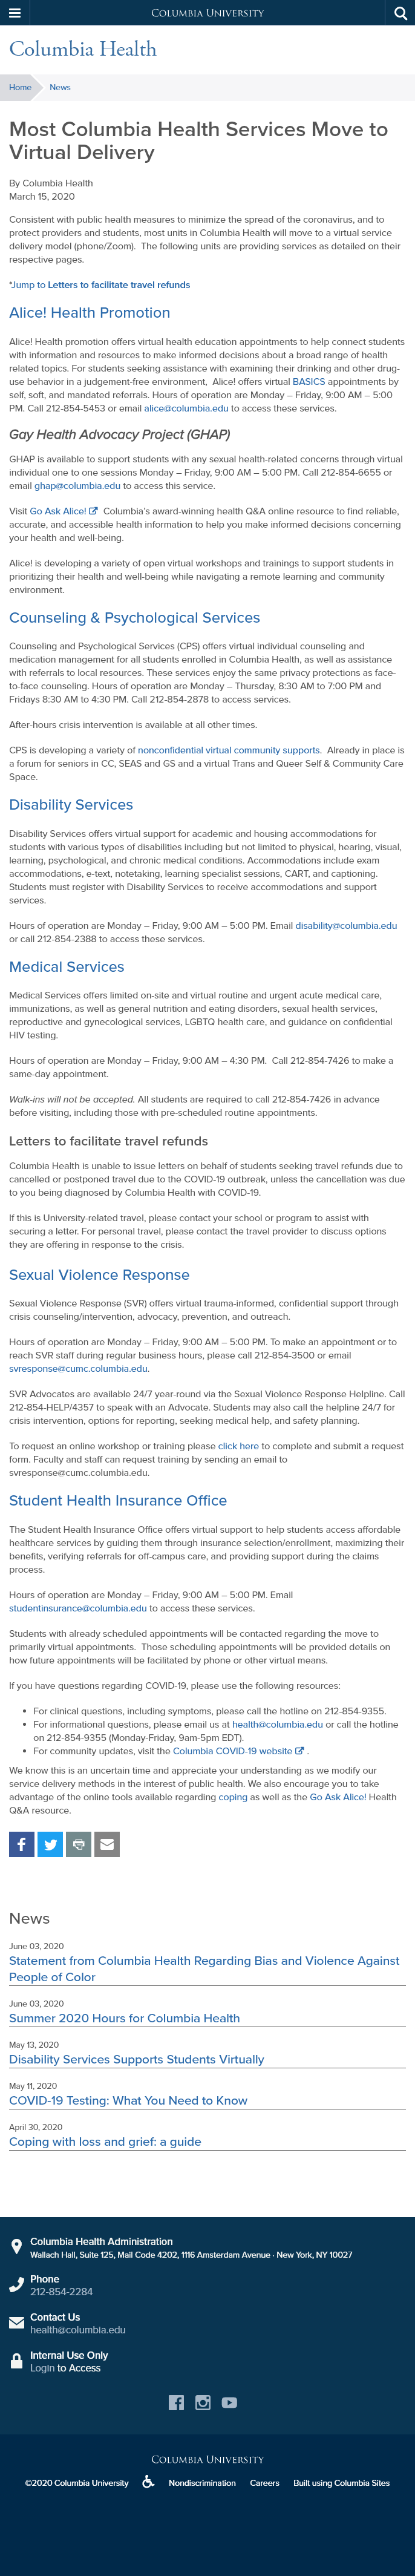 COLUMBIA UNIVERSITY
Columbia Health
Home
News
Most Columbia Health Services Move to
Virtual Delivery
By Columbia Health
March 15, 2020
Consistent with public health measures to minimize the spread of the coronavirus, and to
protect providers and students, most units in Columbia Health will move to a virtual service
delivery model (phone/Zoom).  The following units are providing services as detailed on their
respective pages.
*Jump to Letters to facilitate travel refunds
Alice! Health Promotion
Alice! Health promotion offers virtual health education appointments to help connect students
with information and resources to make informed decisions about a broad range of health
related topics. For students seeking assistance with examining their drinking and other drug-
use behavior in a judgement-free environment,  Alice! offers virtual BASICS appointments by
self, soft, and mandated referrals. Hours of operation are Monday – Friday, 9:00 AM – 5:00
PM. Call 212-854-5453 or email alice@columbia.edu to access these services.
Gay Health Advocacy Project (GHAP)
GHAP is available to support students with any sexual health-related concerns through virtual
individual one to one sessions Monday – Friday, 9:00 AM – 5:00 PM. Call 212-854-6655 or
email ghap@columbia.edu to access this service.
Visit Go Ask Alice!  Columbia's award-winning health Q&A online resource to find reliable,
accurate, and accessible health information to help you make informed decisions concerning
your health and well-being.
Alice! is developing a variety of open virtual workshops and trainings to support students in
prioritizing their health and well-being while navigating a remote learning and community
environment.
Counseling & Psychological Services
Counseling and Psychological Services (CPS) offers virtual individual counseling and
medication management for all students enrolled in Columbia Health, as well as assistance
with referrals to local resources. These services enjoy the same privacy protections as face-
to-face counseling. Hours of operation are Monday – Thursday, 8:30 AM to 7:00 PM and
Fridays 8:30 AM to 4:30 PM. Call 212-854-2878 to access services.
After-hours crisis intervention is available at all other times.
CPS is developing a variety of nonconfidential virtual community supports.  Already in place is
a forum for seniors in CC, SEAS and GS and a virtual Trans and Queer Self & Community Care
Space.
Disability Services
Disability Services offers virtual support for academic and housing accommodations for
students with various types of disabilities including but not limited to physical, hearing, visual,
learning, psychological, and chronic medical conditions. Accommodations include exam
accommodations, e-text, notetaking, learning specialist sessions, CART, and captioning.
Students must register with Disability Services to receive accommodations and support
services.
Hours of operation are Monday – Friday, 9:00 AM – 5:00 PM. Email disability@columbia.edu
or call 212-854-2388 to access these services.
Medical Services
Medical Services offers limited on-site and virtual routine and urgent acute medical care,
immunizations, as well as general nutrition and eating disorders, sexual health services,
reproductive and gynecological services, LGBTQ health care, and guidance on confidential
HIV testing.
Hours of operation are Monday – Friday, 9:00 AM – 4:30 PM.  Call 212-854-7426 to make a
same-day appointment.
Walk-ins will not be accepted. All students are required to call 212-854-7426 in advance
before visiting, including those with pre-scheduled routine appointments.
Letters to facilitate travel refunds
Columbia Health is unable to issue letters on behalf of students seeking travel refunds due to
cancelled or postponed travel due to the COVID-19 outbreak, unless the cancellation was due
to you being diagnosed by Columbia Health with COVID-19.
If this is University-related travel, please contact your school or program to assist with
securing a letter. For personal travel, please contact the travel provider to discuss options
they are offering in response to the crisis.
Sexual Violence Response
Sexual Violence Response (SVR) offers virtual trauma-informed, confidential support through
crisis counseling/intervention, advocacy, prevention, and outreach.
Hours of operation are Monday – Friday, 9:00 AM – 5:00 PM. To make an appointment or to
reach SVR staff during regular business hours, please call 212-854-3500 or email
svresponse@cumc.columbia.edu.
SVR Advocates are available 24/7 year-round via the Sexual Violence Response Helpline. Call
212-854-HELP/4357 to speak with an Advocate. Students may also call the helpline 24/7 for
crisis intervention, options for reporting, seeking medical help, and safety planning.
To request an online workshop or training please click here to complete and submit a request
form. Faculty and staff can request training by sending an email to
svresponse@cumc.columbia.edu.
Student Health Insurance Office
The Student Health Insurance Office offers virtual support to help students access affordable
healthcare services by guiding them through insurance selection/enrollment, maximizing their
benefits, verifying referrals for off-campus care, and providing support during the claims
process.
Hours of operation are Monday – Friday, 9:00 AM – 5:00 PM. Email
studentinsurance@columbia.edu to access these services.
Students with already scheduled appointments will be contacted regarding the move to
primarily virtual appointments.  Those scheduling appointments will be provided details on
how future appointments will be facilitated by phone or other virtual means.
If you have questions regarding COVID-19, please use the following resources:
• For clinical questions, including symptoms, please call the hotline on 212-854-9355.
• For informational questions, please email us at health@columbia.edu or call the hotline
on 212-854-9355 (Monday-Friday, 9am-5pm EDT).
• For community updates, visit the Columbia COVID-19 website .
We know this is an uncertain time and appreciate your understanding as we modify our
service delivery methods in the interest of public health. We also encourage you to take
advantage of the online tools available regarding coping as well as the Go Ask Alice! Health
Q&A resource.
News
June 03, 2020
Statement from Columbia Health Regarding Bias and Violence Against
People of Color
June 03, 2020
Summer 2020 Hours for Columbia Health
May 13, 2020
Disability Services Supports Students Virtually
May 11, 2020
COVID-19 Testing: What You Need to Know
April 30, 2020
Coping with loss and grief: a guide
Columbia Health Administration
Wallach Hall, Suite 125, Mail Code 4202, 1116 Amsterdam Avenue · New York, NY 10027
Phone
212-854-2284
Contact Us
health@columbia.edu
Internal Use Only
Login to Access
COLUMBIA UNIVERSITY
©2020 Columbia University
Nondiscrimination
Careers
Built using Columbia Sites